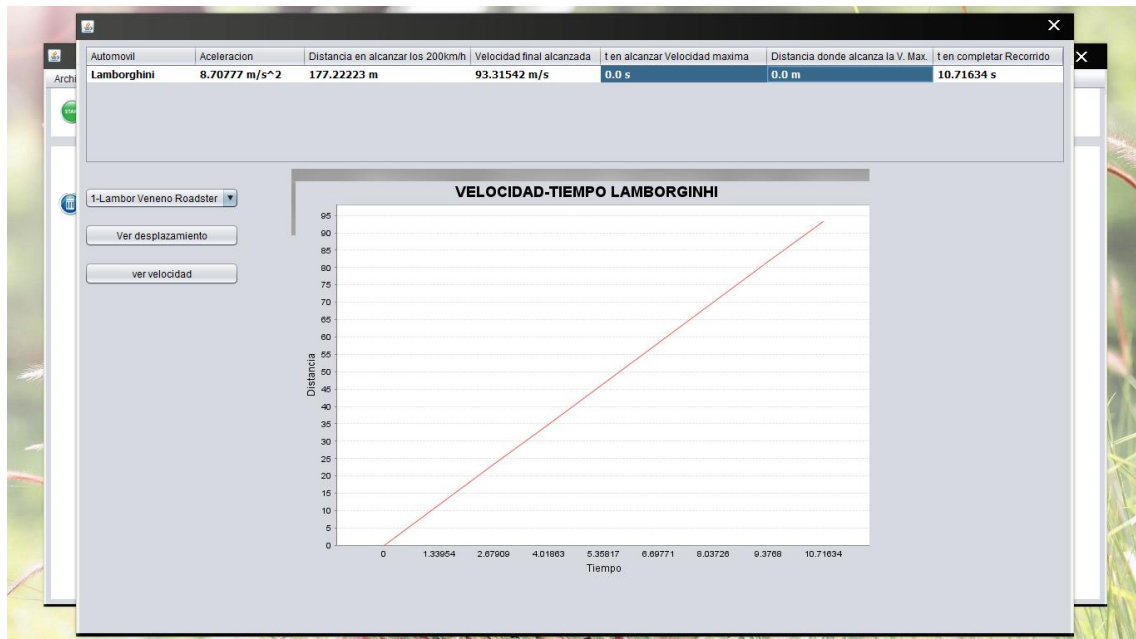 Automovil Aceleracion Distancia en alcanzar los 200km/h Velocidad final alcanzada t en alcanzar Velocidad maxima Distancia donde alcanza la V. Max. t en completar Recorrido
Lamborghini 8.70777 m/s^2 177.22223 m 93.31542 m/s 0.0 s 0.0 m 10.71634 s
Archi
1-Lambor Veneno Roadster
Ver desplazamiento
ver velocidad
VELOCIDAD-TIEMPO LAMBORGINHI
95
90
85
80
75
70
65
60
55
50
45
40
35
30
25
20
15
10
5
0
Distancia
0 1.33954 2.67909 4.01863 5.35817 6.69771 8.03726 9.3768 10.71634
Tiempo